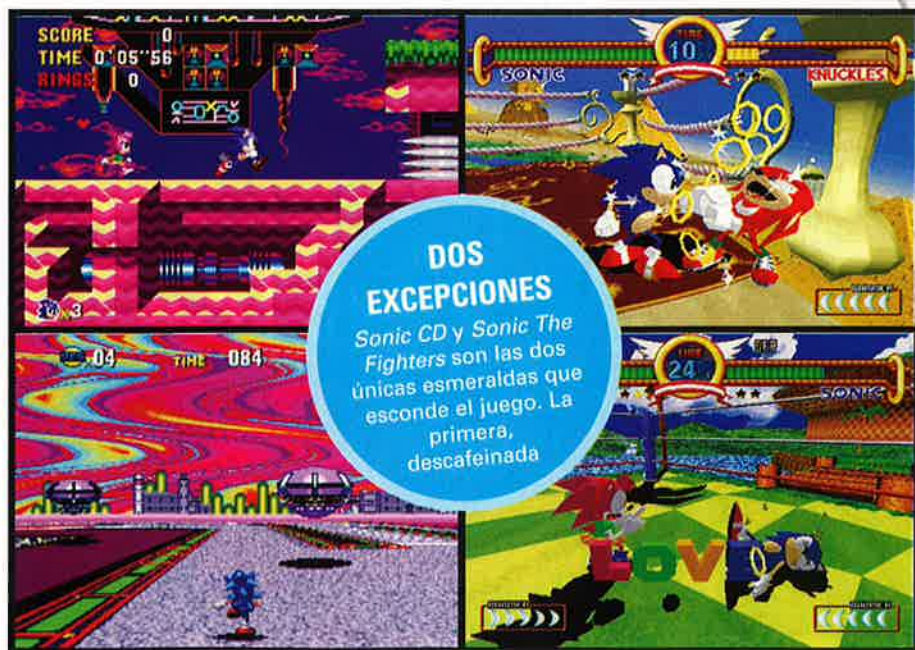 SCORE 0
TIME 0'05"56
RINGS 0
×3
TIME
10
SONIC
KNUCKLES
DOS
EXCEPCIONES
Sonic CD y Sonic The
Fighters son las dos
únicas esmeraldas que
esconde el juego. La
primera,
descafeinada
04 TIME 084
TIME
24
SONIC
LOVE